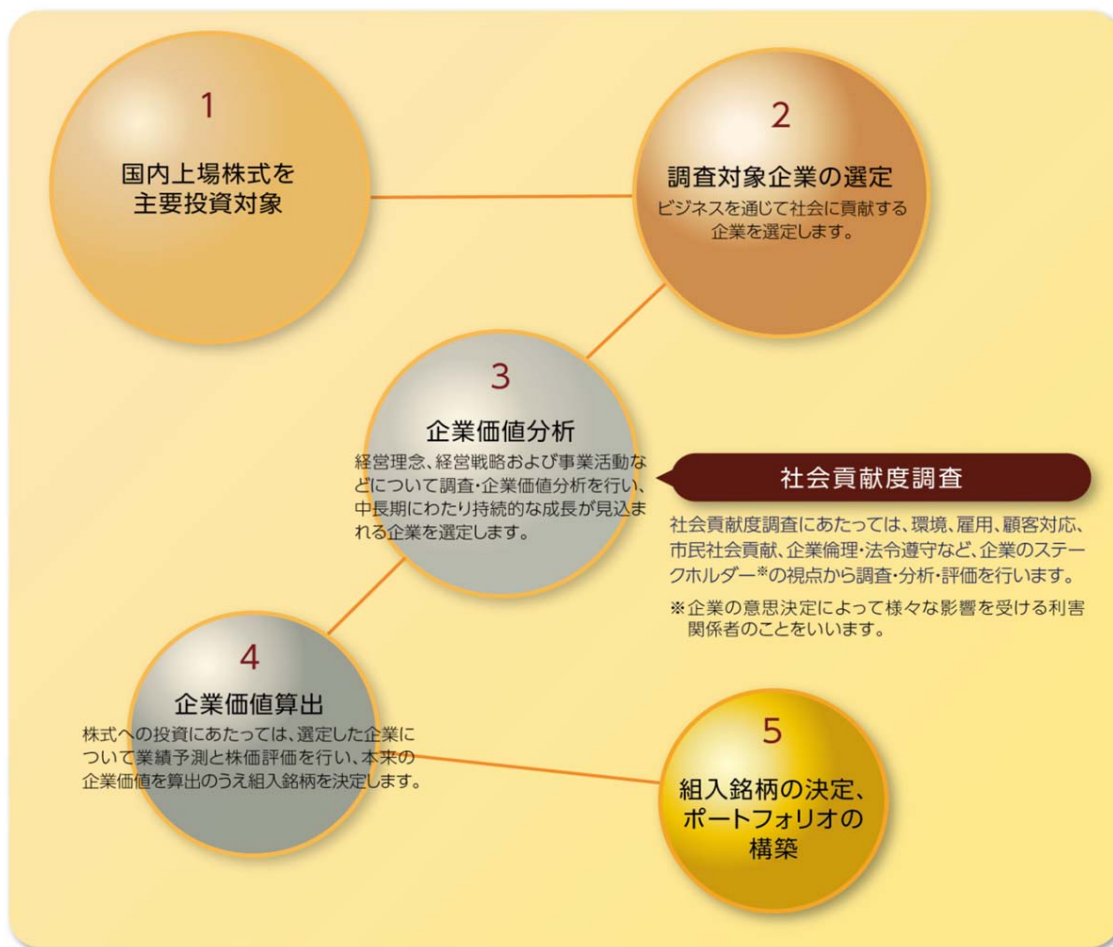 1
国内上場株式を
主要投資対象
2
調査対象企業の選定
ビジネスを通じて社会に貢献する
企業を選定します。
3
企業価値分析
経営理念、経営戦略および事業活動な
どについて調査・企業価値分析を行い、
中長期にわたり持続的な成長が見込ま
れる企業を選定します。
社会貢献度調査
社会貢献度調査にあたっては、環境、雇用、顧客対応、
市民社会貢献、企業倫理・法令遵守など、企業のステー
クホルダー※の視点から調査・分析・評価を行います。
※企業の意思決定によって様々な影響を受ける利害
関係者のことをいいます。
4
企業価値算出
株式への投資にあたっては、選定した企業に
ついて業績予測と株価評価を行い、本来の
企業価値を算出のうえ組入銘柄を決定します。
5
組入銘柄の決定、
ポートフォリオの
構築